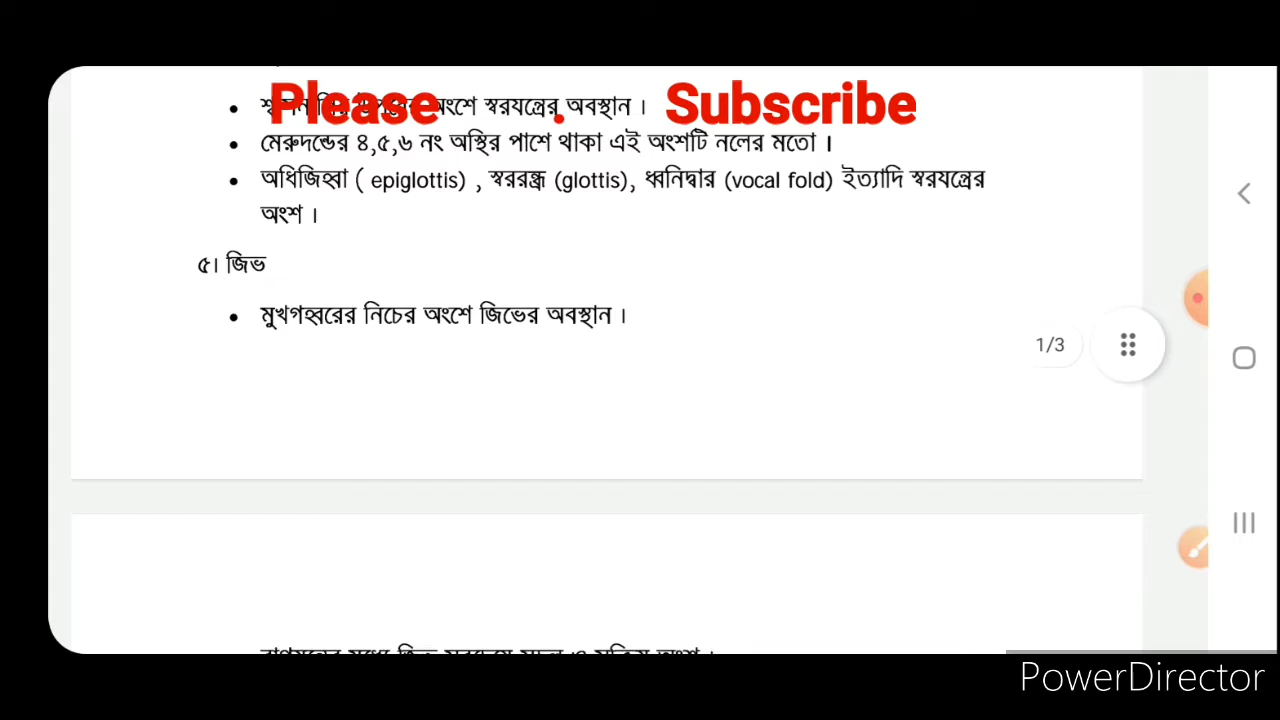 Please . Subscribe
অংশে স্বরযন্ত্রের অবস্থান ।
• মেরুদন্ডের ৪,৫,৬ নং অস্থির পাশে থাকা এই অংশটি নলের মতো ।
• অধিজিহ্বা ( epiglottis) , স্বররন্ধ্র (glottis), ধ্বনিদ্বার (vocal fold) ইত্যাদি স্বরযন্ত্রের
অংশ ।
৫। জিভ
• মুখগহ্বরের নিচের অংশে জিভের অবস্থান ।
1/3
PowerDirector